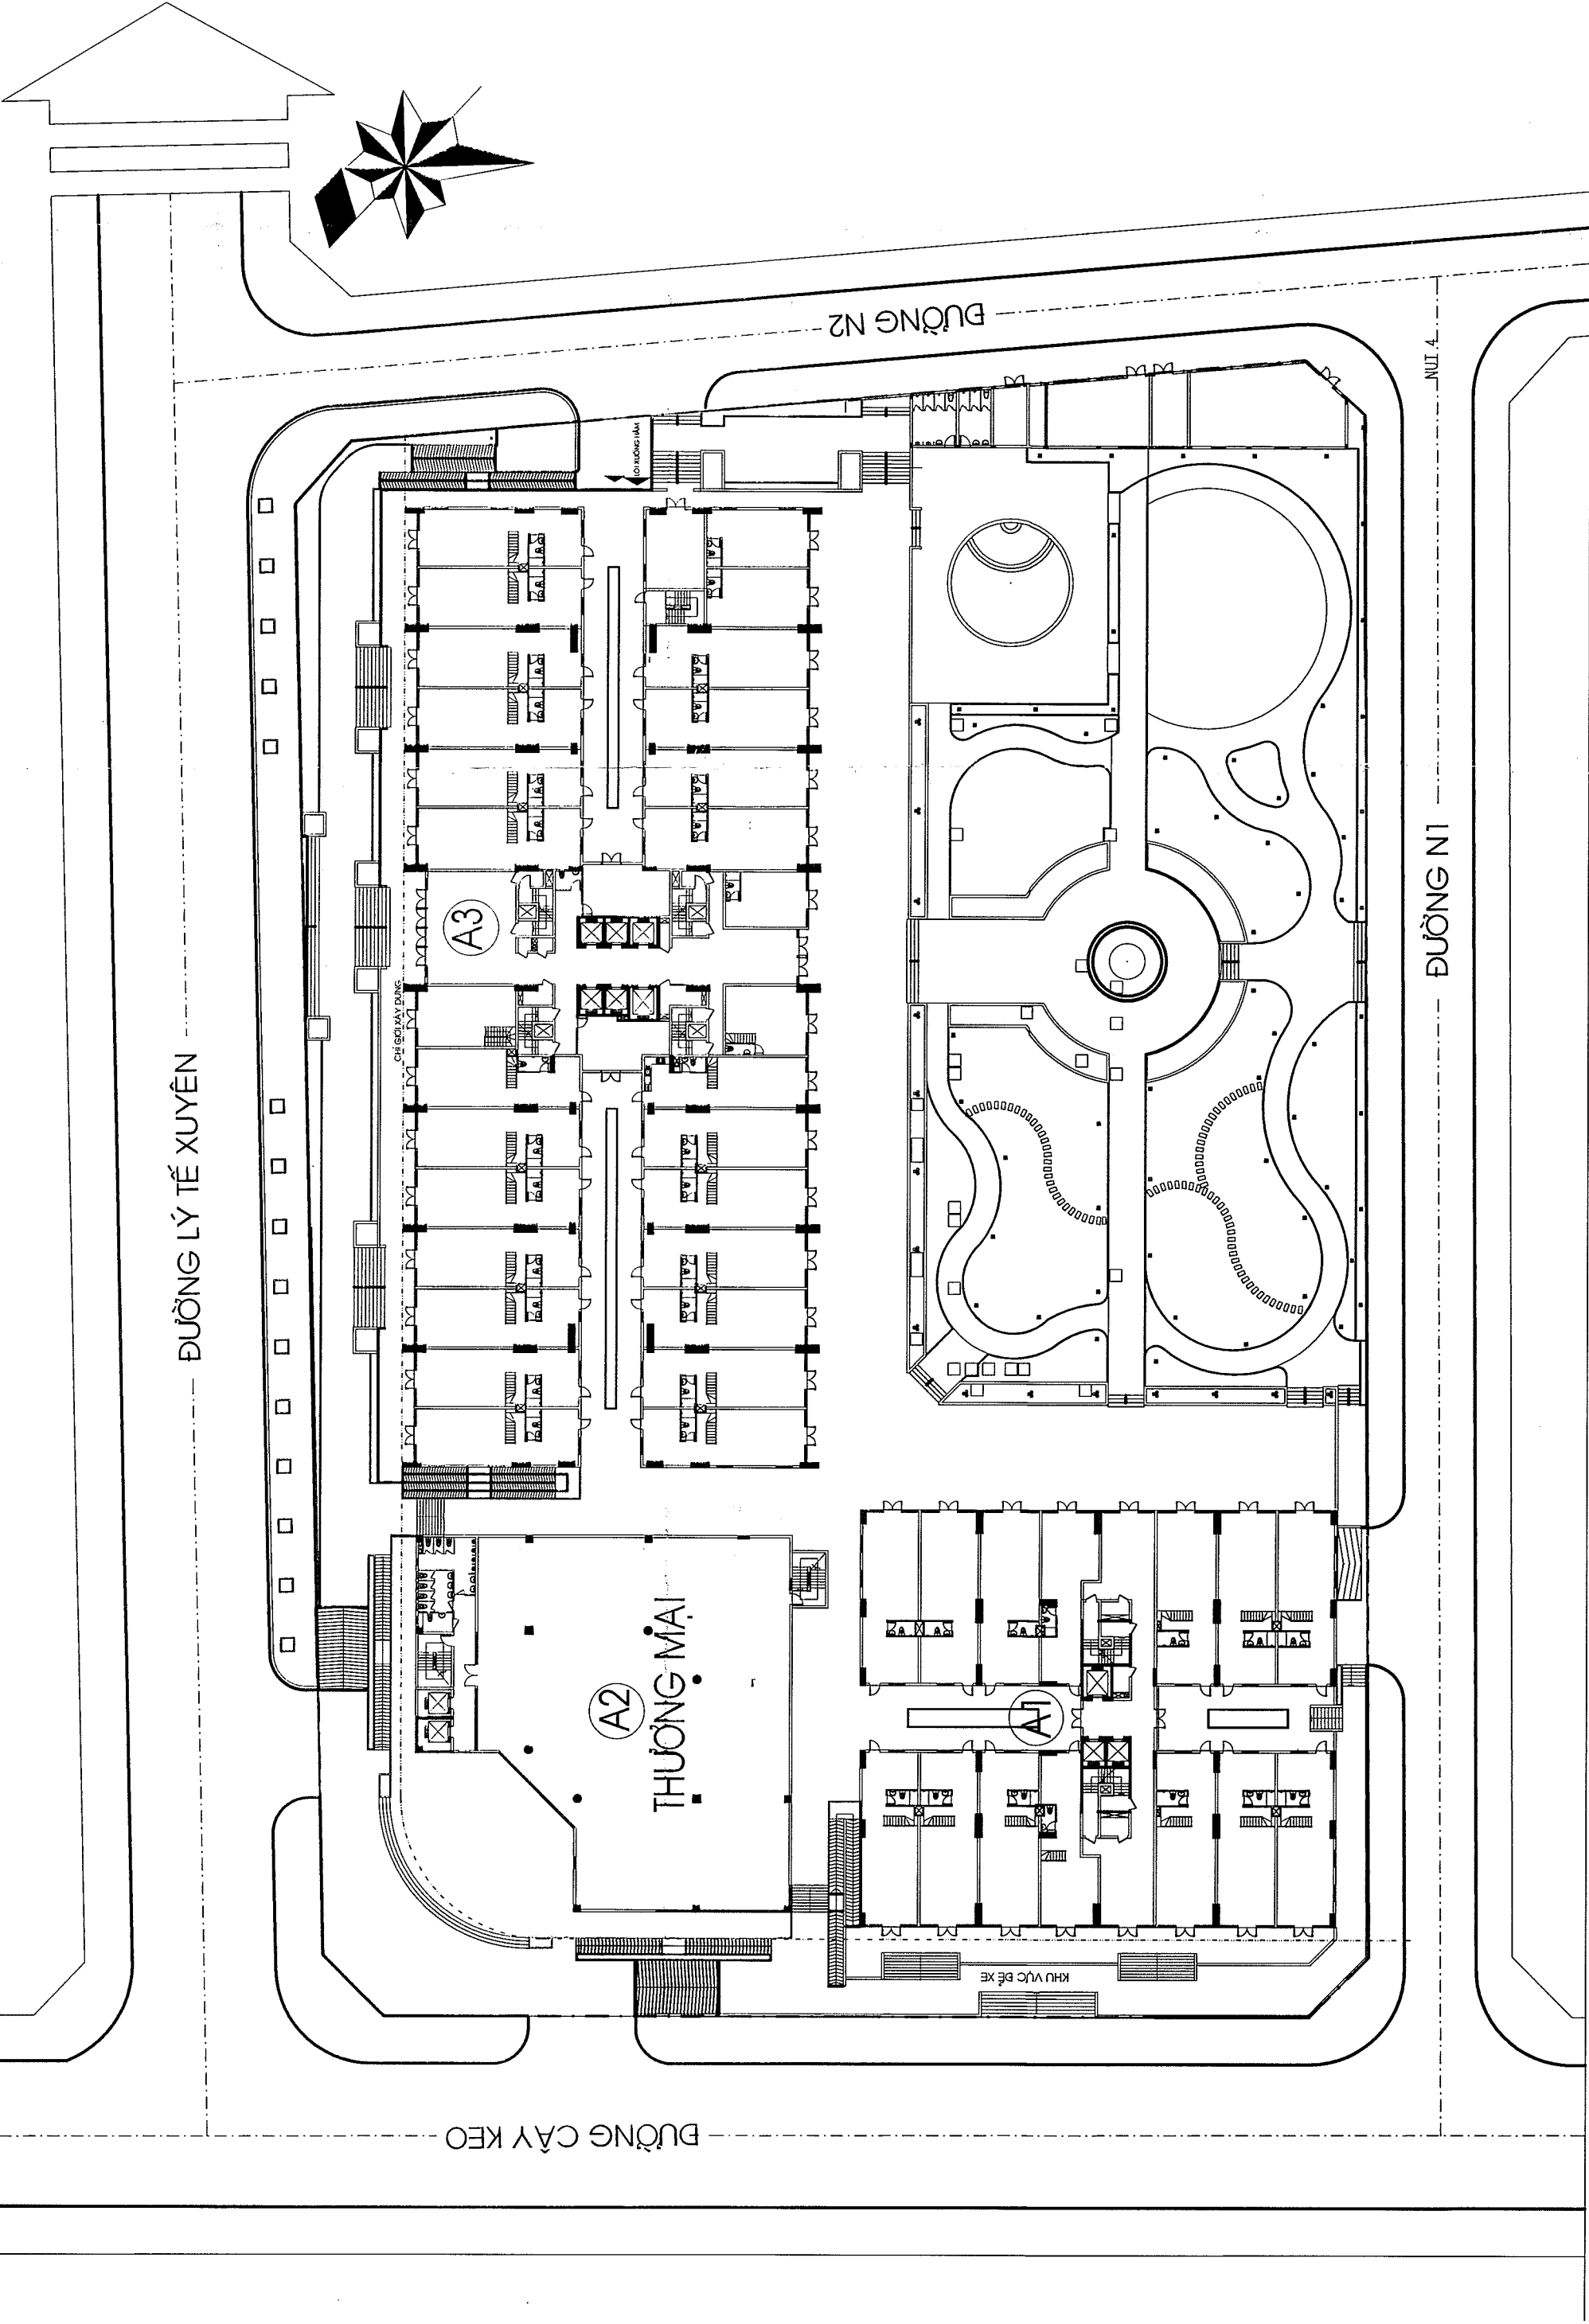 ĐƯỜNG N2
NUI 4
LỐI XUỐNG HẦM
ĐƯỜNG N1
A3
CHỈ GIỚI XÂY DỰNG
ĐƯỜNG LÝ TẾ XUYÊN
A2
THƯƠNG MẠI
A1
KHU VỰC ĐỂ XE
ĐƯỜNG CÂY KEO